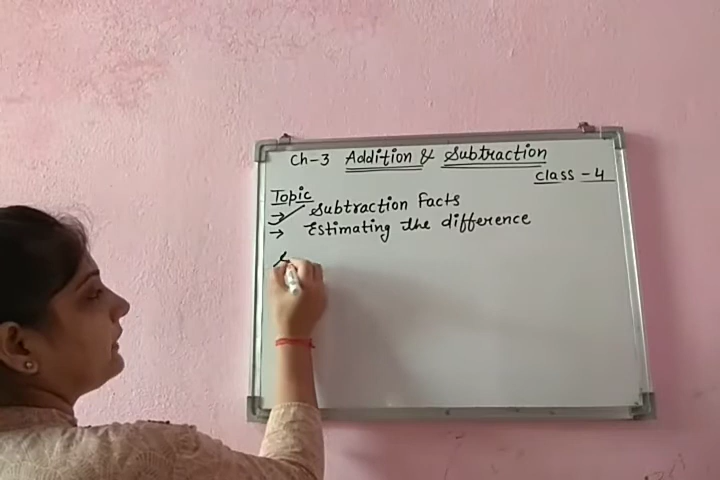 Ch-3 Addition & Subtraction
Class - 4
Topic
→ Subtraction Facts
→ Estimating the difference